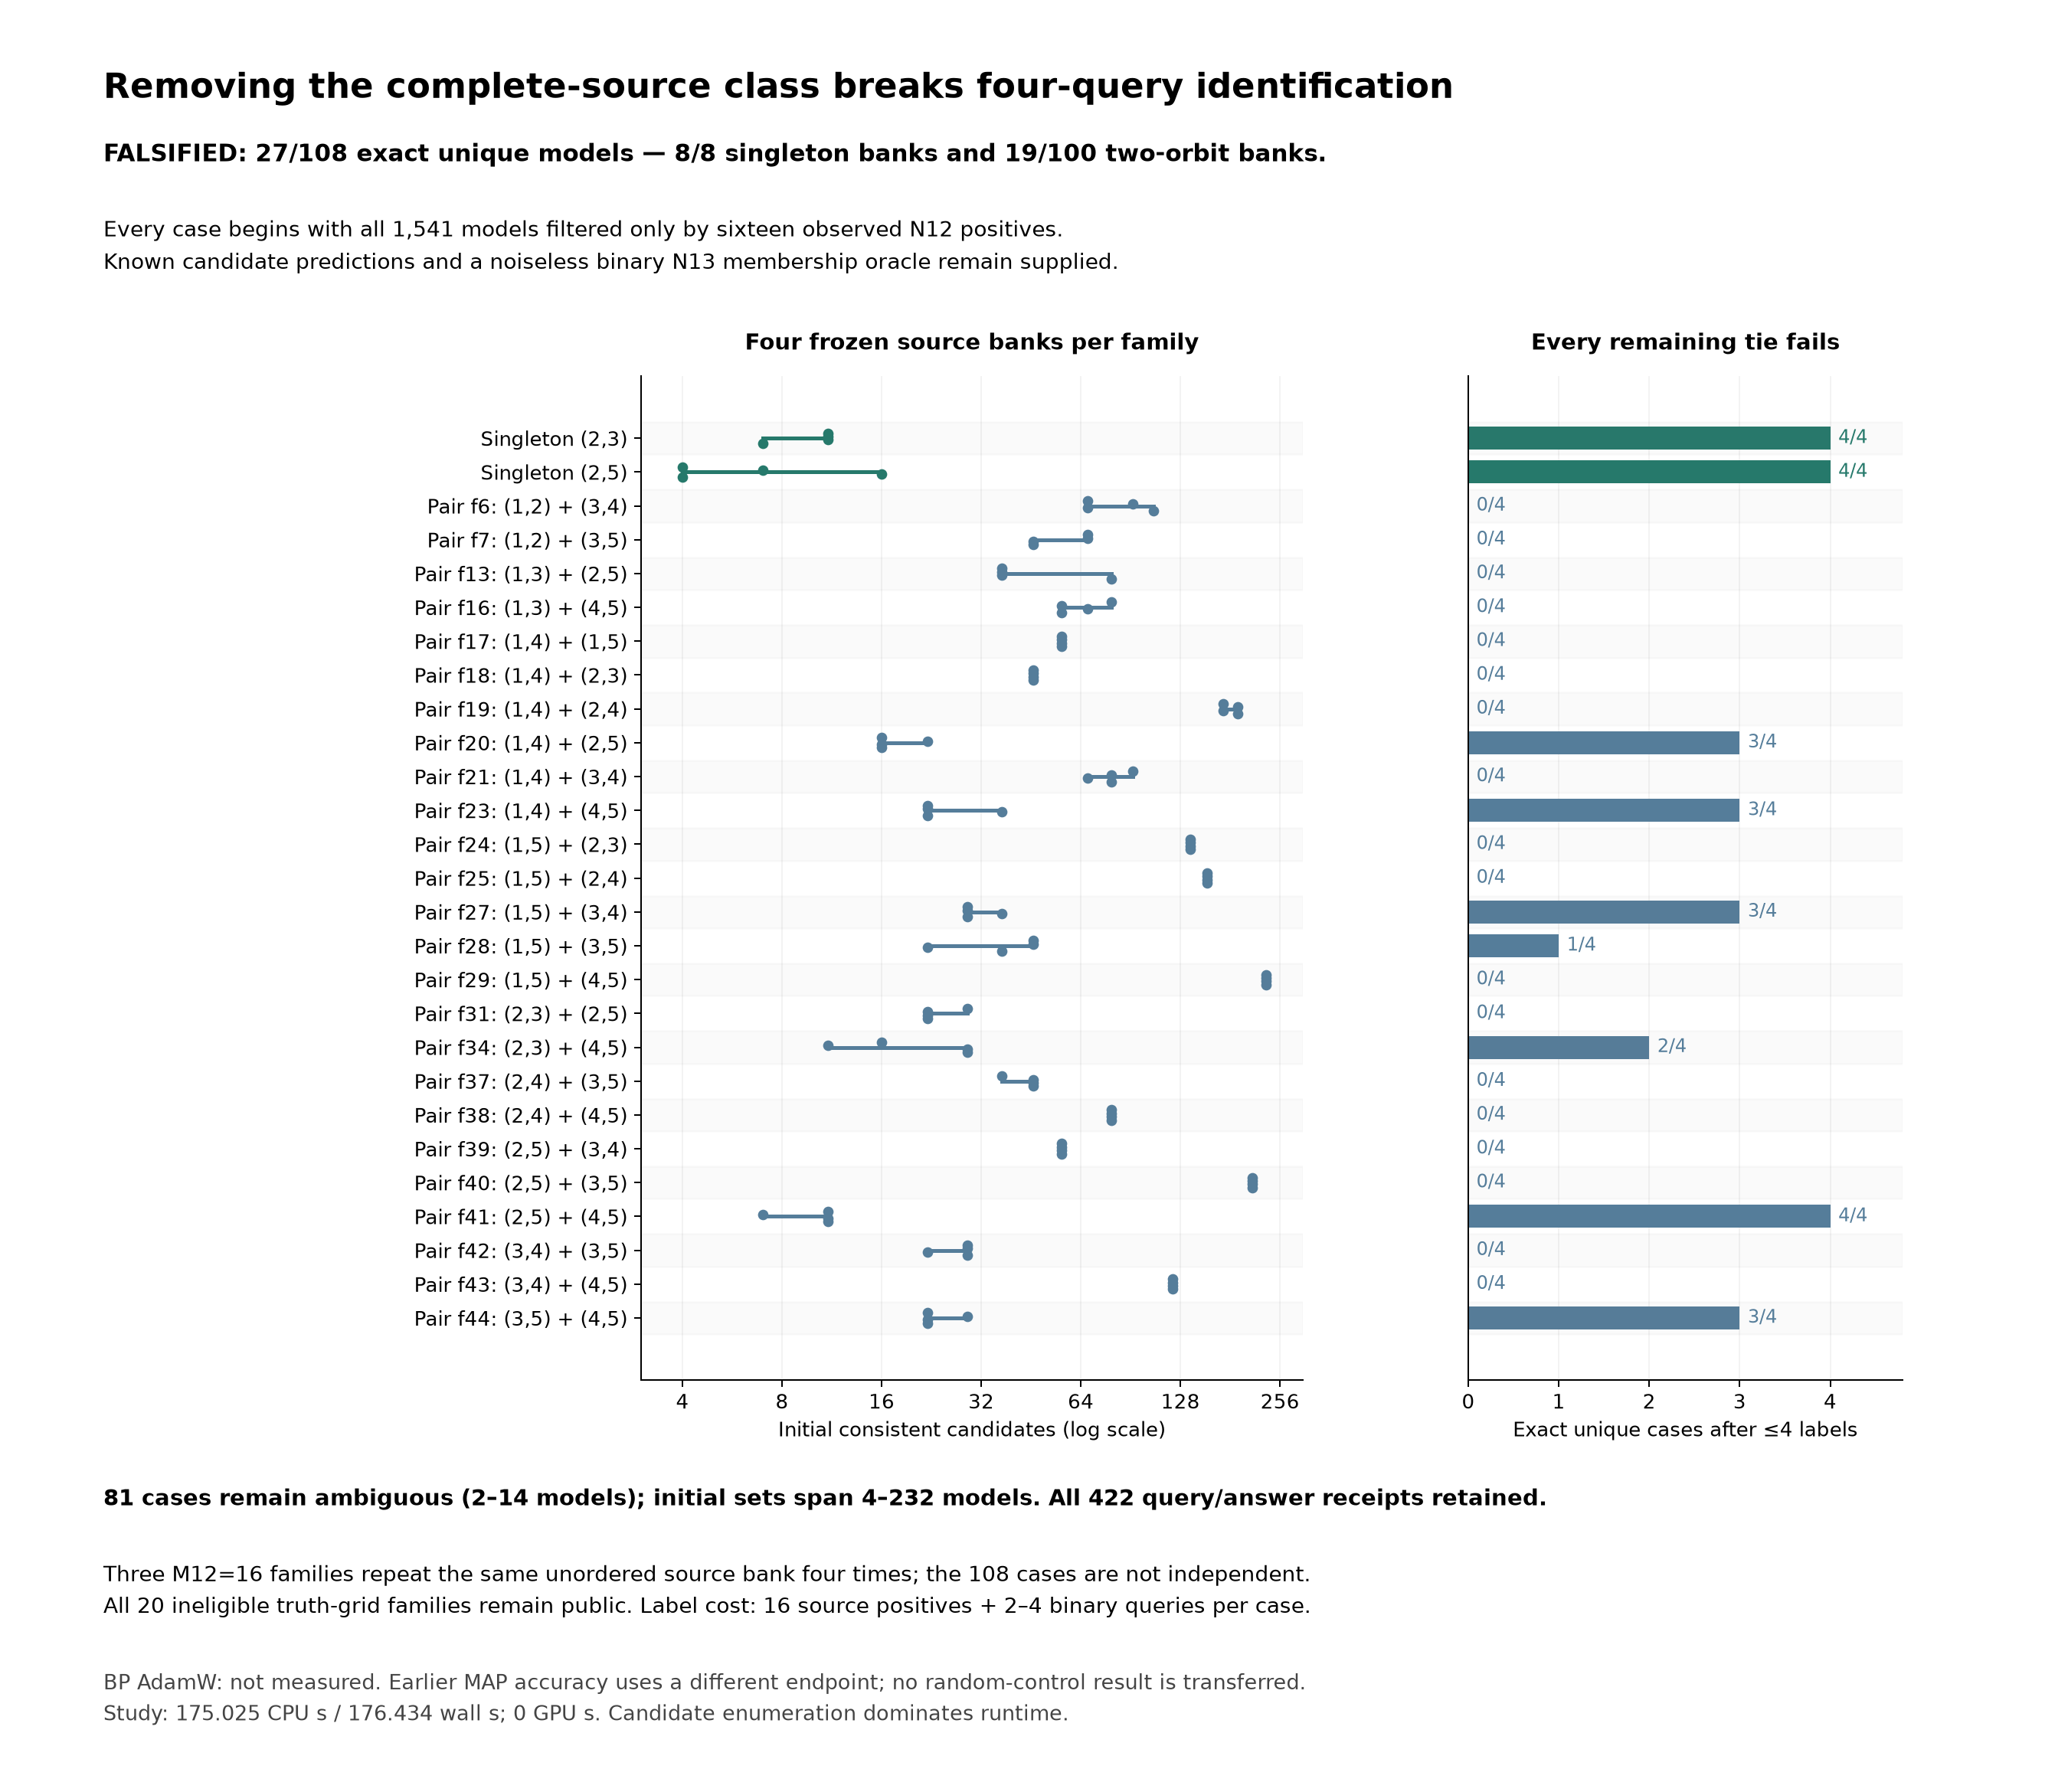 Removing the complete-source class breaks four-query identification
FALSIFIED: 27/108 exact unique models — 8/8 singleton banks and 19/100 two-orbit banks.
Every case begins with all 1,541 models filtered only by sixteen observed N12 positives.
Known candidate predictions and a noiseless binary N13 membership oracle remain supplied.
Four frozen source banks per family
Every remaining tie fails
Singleton (2,3)
4/4
Singleton (2,5)
4/4
Pair f6: (1,2) + (3,4)
0/4
Pair f7: (1,2) + (3,5)
0/4
Pair f13: (1,3) + (2,5)
0/4
Pair f16: (1,3) + (4,5)
0/4
Pair f17: (1,4) + (1,5)
0/4
Pair f18: (1,4) + (2,3)
0/4
Pair f19: (1,4) + (2,4)
0/4
Pair f20: (1,4) + (2,5)
3/4
Pair f21: (1,4) + (3,4)
0/4
Pair f23: (1,4) + (4,5)
3/4
Pair f24: (1,5) + (2,3)
0/4
Pair f25: (1,5) + (2,4)
0/4
Pair f27: (1,5) + (3,4)
3/4
Pair f28: (1,5) + (3,5)
1/4
Pair f29: (1,5) + (4,5)
0/4
Pair f31: (2,3) + (2,5)
0/4
Pair f34: (2,3) + (4,5)
2/4
Pair f37: (2,4) + (3,5)
0/4
Pair f38: (2,4) + (4,5)
0/4
Pair f39: (2,5) + (3,4)
0/4
Pair f40: (2,5) + (3,5)
0/4
Pair f41: (2,5) + (4,5)
4/4
Pair f42: (3,4) + (3,5)
0/4
Pair f43: (3,4) + (4,5)
0/4
Pair f44: (3,5) + (4,5)
3/4
4 8 16 32 64 128 256
0 1 2 3 4
Initial consistent candidates (log scale)
Exact unique cases after ≤4 labels
81 cases remain ambiguous (2–14 models); initial sets span 4–232 models. All 422 query/answer receipts retained.
Three M12=16 families repeat the same unordered source bank four times; the 108 cases are not independent.
All 20 ineligible truth-grid families remain public. Label cost: 16 source positives + 2–4 binary queries per case.
BP AdamW: not measured. Earlier MAP accuracy uses a different endpoint; no random-control result is transferred.
Study: 175.025 CPU s / 176.434 wall s; 0 GPU s. Candidate enumeration dominates runtime.